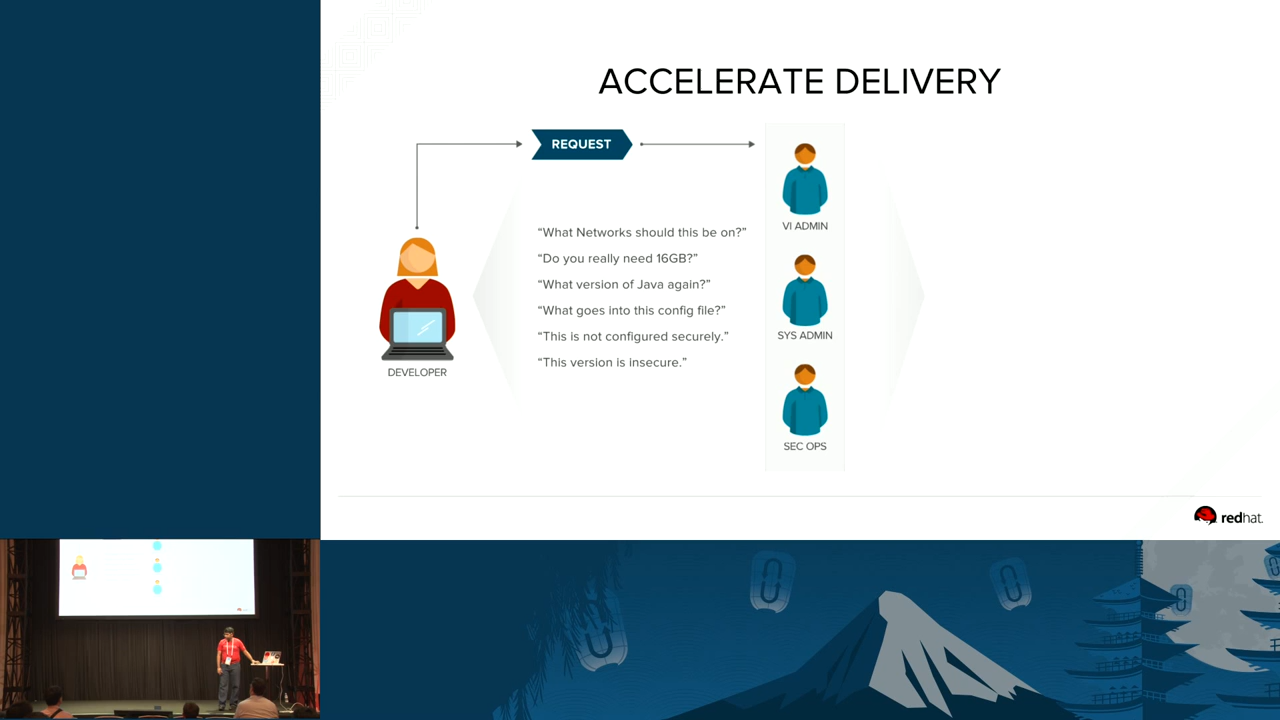 ACCELERATE DELIVERY
REQUEST
“What Networks should this be on?”
“Do you really need 16GB?”
“What version of Java again?”
“What goes into this config file?”
“This is not configured securely.”
“This version is insecure.”
DEVELOPER
VI ADMIN
SYS ADMIN
SEC OPS
redhat.